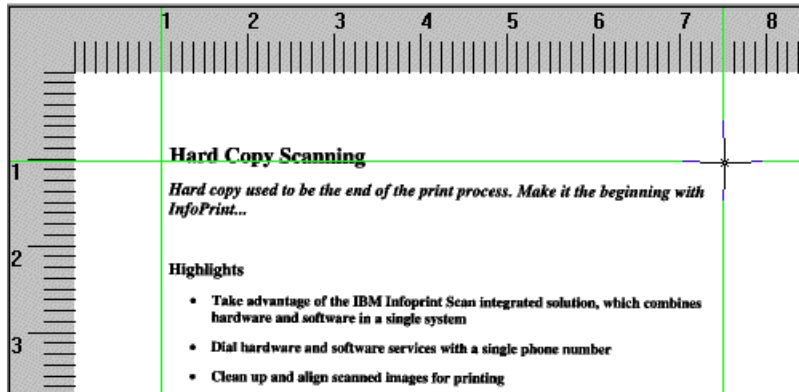 1 2 3 4 5 6 7 8
1
Hard Copy Scanning
Hard copy used to be the end of the print process. Make it the beginning with
InfoPrint...
2
Highlights
• Take advantage of the IBM Infoprint Scan integrated solution, which combines
hardware and software in a single system
3
• Dial hardware and software services with a single phone number
• Clean up and align scanned images for printing